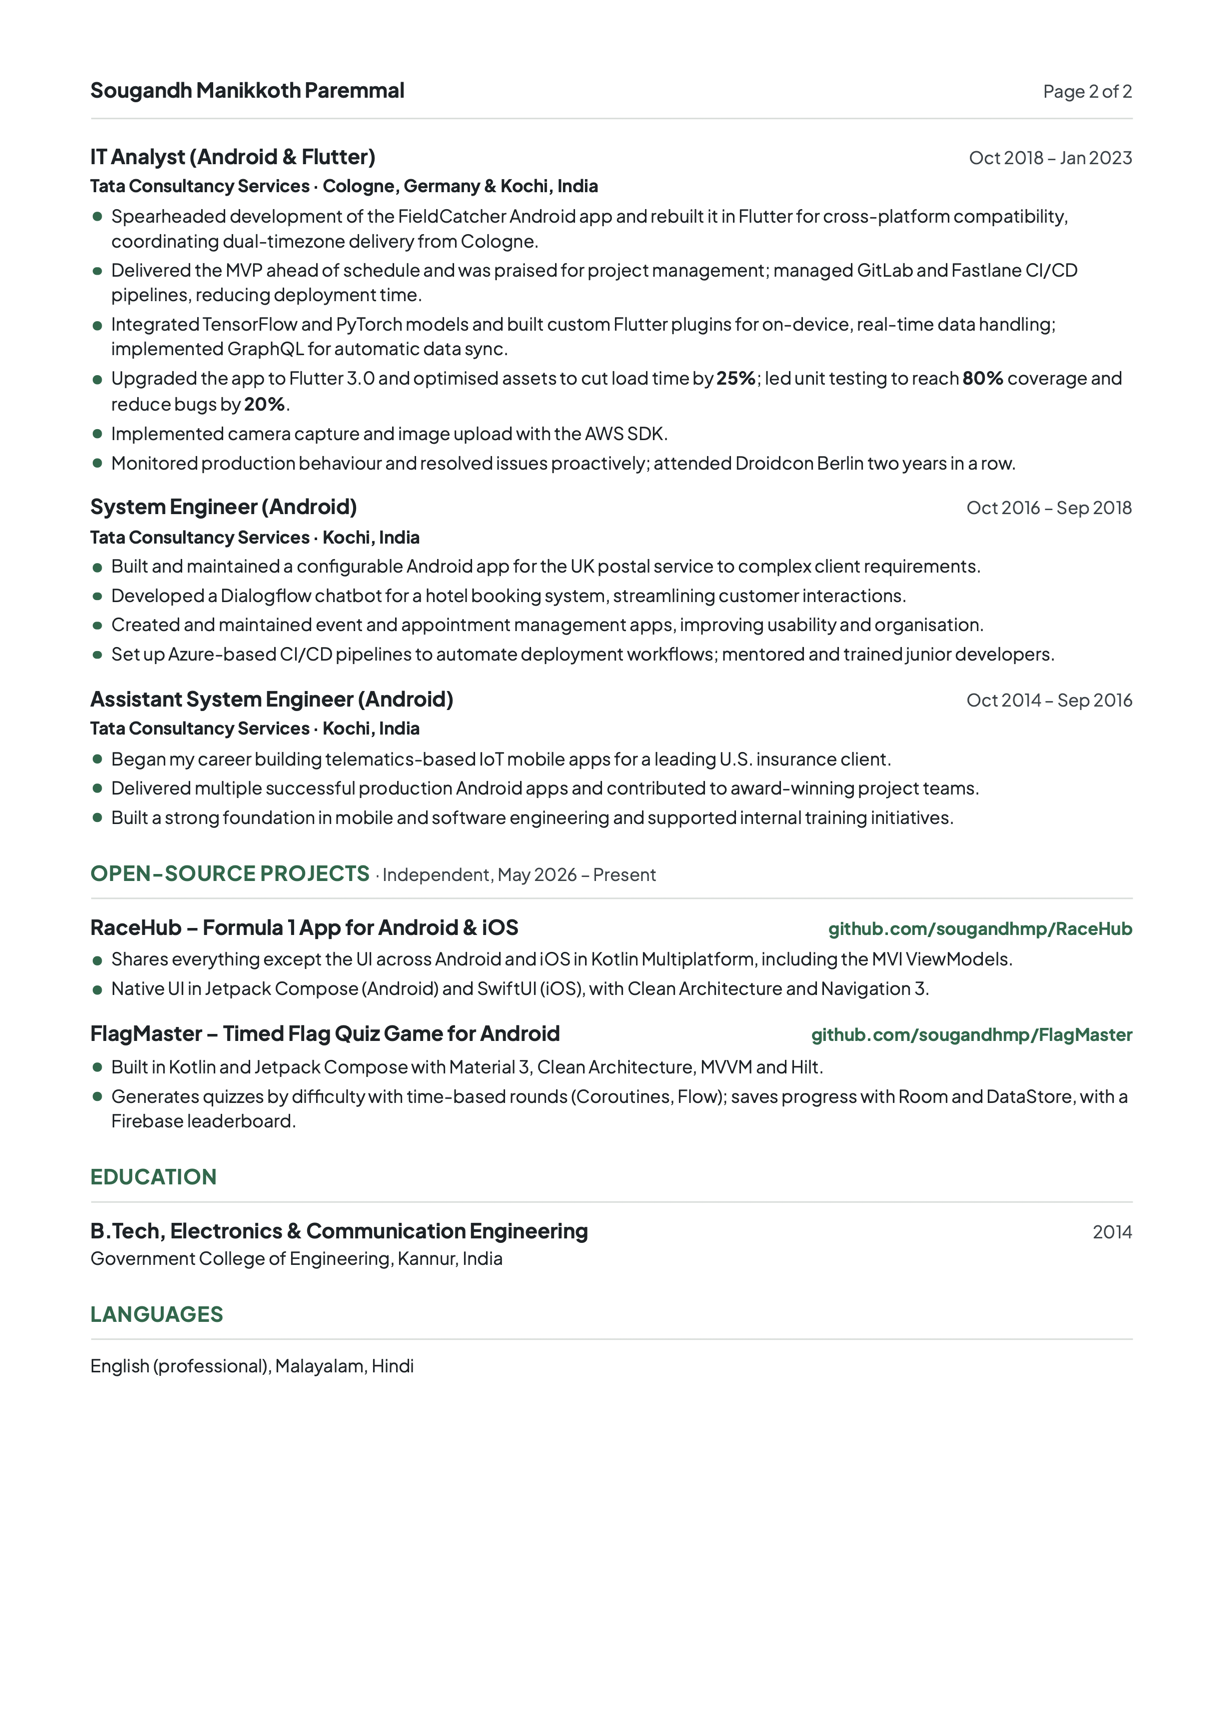 Sougandh Manikkoth Paremmal
Page 2 of 2
IT Analyst (Android & Flutter)
Oct 2018 – Jan 2023
Tata Consultancy Services · Cologne, Germany & Kochi, India
● Spearheaded development of the FieldCatcher Android app and rebuilt it in Flutter for cross-platform compatibility,
coordinating dual-timezone delivery from Cologne.
● Delivered the MVP ahead of schedule and was praised for project management; managed GitLab and Fastlane CI/CD
pipelines, reducing deployment time.
● Integrated TensorFlow and PyTorch models and built custom Flutter plugins for on-device, real-time data handling;
implemented GraphQL for automatic data sync.
● Upgraded the app to Flutter 3.0 and optimised assets to cut load time by 25%; led unit testing to reach 80% coverage and
reduce bugs by 20%.
● Implemented camera capture and image upload with the AWS SDK.
● Monitored production behaviour and resolved issues proactively; attended Droidcon Berlin two years in a row.
System Engineer (Android)
Oct 2016 – Sep 2018
Tata Consultancy Services · Kochi, India
● Built and maintained a configurable Android app for the UK postal service to complex client requirements.
● Developed a Dialogflow chatbot for a hotel booking system, streamlining customer interactions.
● Created and maintained event and appointment management apps, improving usability and organisation.
● Set up Azure-based CI/CD pipelines to automate deployment workflows; mentored and trained junior developers.
Assistant System Engineer (Android)
Oct 2014 – Sep 2016
Tata Consultancy Services · Kochi, India
● Began my career building telematics-based IoT mobile apps for a leading U.S. insurance client.
● Delivered multiple successful production Android apps and contributed to award-winning project teams.
● Built a strong foundation in mobile and software engineering and supported internal training initiatives.
OPEN-SOURCE PROJECTS · Independent, May 2026 – Present
RaceHub – Formula 1 App for Android & iOS
github.com/sougandhmp/RaceHub
● Shares everything except the UI across Android and iOS in Kotlin Multiplatform, including the MVI ViewModels.
● Native UI in Jetpack Compose (Android) and SwiftUI (iOS), with Clean Architecture and Navigation 3.
FlagMaster – Timed Flag Quiz Game for Android
github.com/sougandhmp/FlagMaster
● Built in Kotlin and Jetpack Compose with Material 3, Clean Architecture, MVVM and Hilt.
● Generates quizzes by difficulty with time-based rounds (Coroutines, Flow); saves progress with Room and DataStore, with a
Firebase leaderboard.
EDUCATION
B.Tech, Electronics & Communication Engineering
2014
Government College of Engineering, Kannur, India
LANGUAGES
English (professional), Malayalam, Hindi